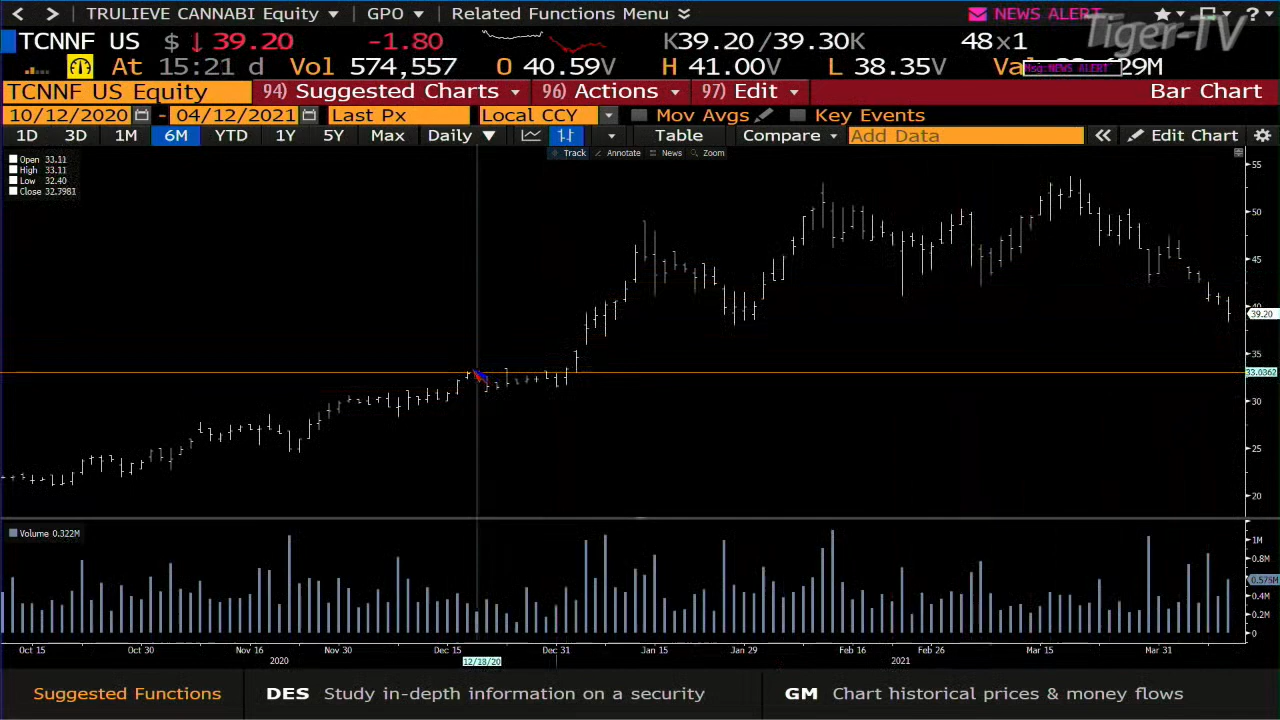 < > TRULIEVE CANNABI Equity GPO Related Functions Menu NEWS ALERT ?
Tiger-TV
TCNNF US $ ↓ 39.20 -1.80 K39.20 /39.30K 48x1
At 15:21 d Vol 574,557 O 40.59V H 41.00V L 38.35V Val 29M
Msg:NEWS ALERT
TCNNF US Equity 94) Suggested Charts 96) Actions 97) Edit Bar Chart
10/12/2020 - 04/12/2021 Last Px Local CCY Mov Avgs Key Events
1D 3D 1M 6M YTD 1Y 5Y Max Daily Table Compare Add Data « Edit Chart
Track Annotate News Zoom
Open 33.11
High 33.11
Low 32.40
Close 32.7981
55
50
45
40
39.20
35
33.0362
30
25
20
Volume 0.322M
1M
0.8M
0.575M
0.4M
0.2M
0
Oct 15 Oct 30 Nov 16 Nov 30 Dec 15 Dec 31 Jan 15 Jan 29 Feb 16 Feb 26 Mar 15 Mar 31
2020 12/18/20 2021
Suggested Functions DES Study in-depth information on a security GM Chart historical prices & money flows